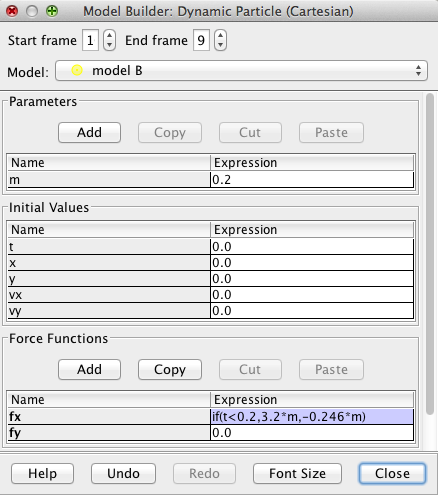 Model Builder: Dynamic Particle (Cartesian)
Start frame 1 End frame 9
Model: model B
Parameters
Add Copy Cut Paste
Name Expression
m 0.2
Initial Values
Name Expression
t 0.0
x 0.0
y 0.0
vx 0.0
vy 0.0
Force Functions
Add Copy Cut Paste
Name Expression
fx if(t<0.2,3.2*m,-0.246*m)
fy 0.0
Help Undo Redo Font Size Close